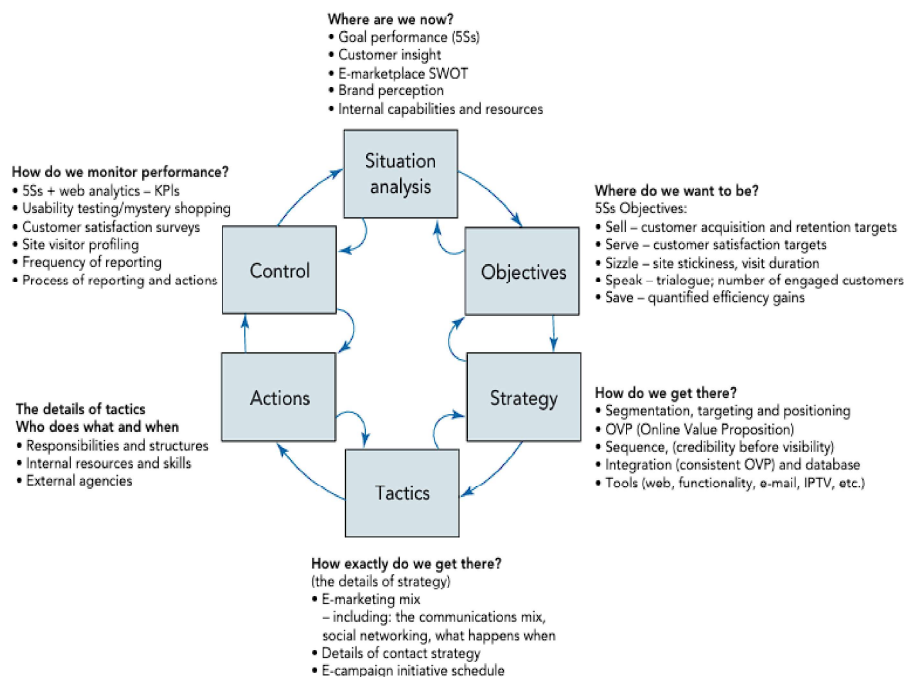 Where are we now?
• Goal performance (5Ss)
• Customer insight
• E-marketplace SWOT
• Brand perception
• Internal capabilities and resources
Situation
analysis
How do we monitor performance?
• 5Ss + web analytics – KPIs
• Usability testing/mystery shopping
• Customer satisfaction surveys
• Site visitor profiling
• Frequency of reporting
• Process of reporting and actions
Control
Objectives
Where do we want to be?
5Ss Objectives:
• Sell – customer acquisition and retention targets
• Serve – customer satisfaction targets
• Sizzle – site stickiness, visit duration
• Speak – trialogue; number of engaged customers
• Save – quantified efficiency gains
Actions
Strategy
The details of tactics
Who does what and when
• Responsibilities and structures
• Internal resources and skills
• External agencies
How do we get there?
• Segmentation, targeting and positioning
• OVP (Online Value Proposition)
• Sequence, (credibility before visibility)
• Integration (consistent OVP) and database
• Tools (web, functionality, e-mail, IPTV, etc.)
Tactics
How exactly do we get there?
(the details of strategy)
• E-marketing mix
– including: the communications mix,
social networking, what happens when
• Details of contact strategy
• E-campaign initiative schedule